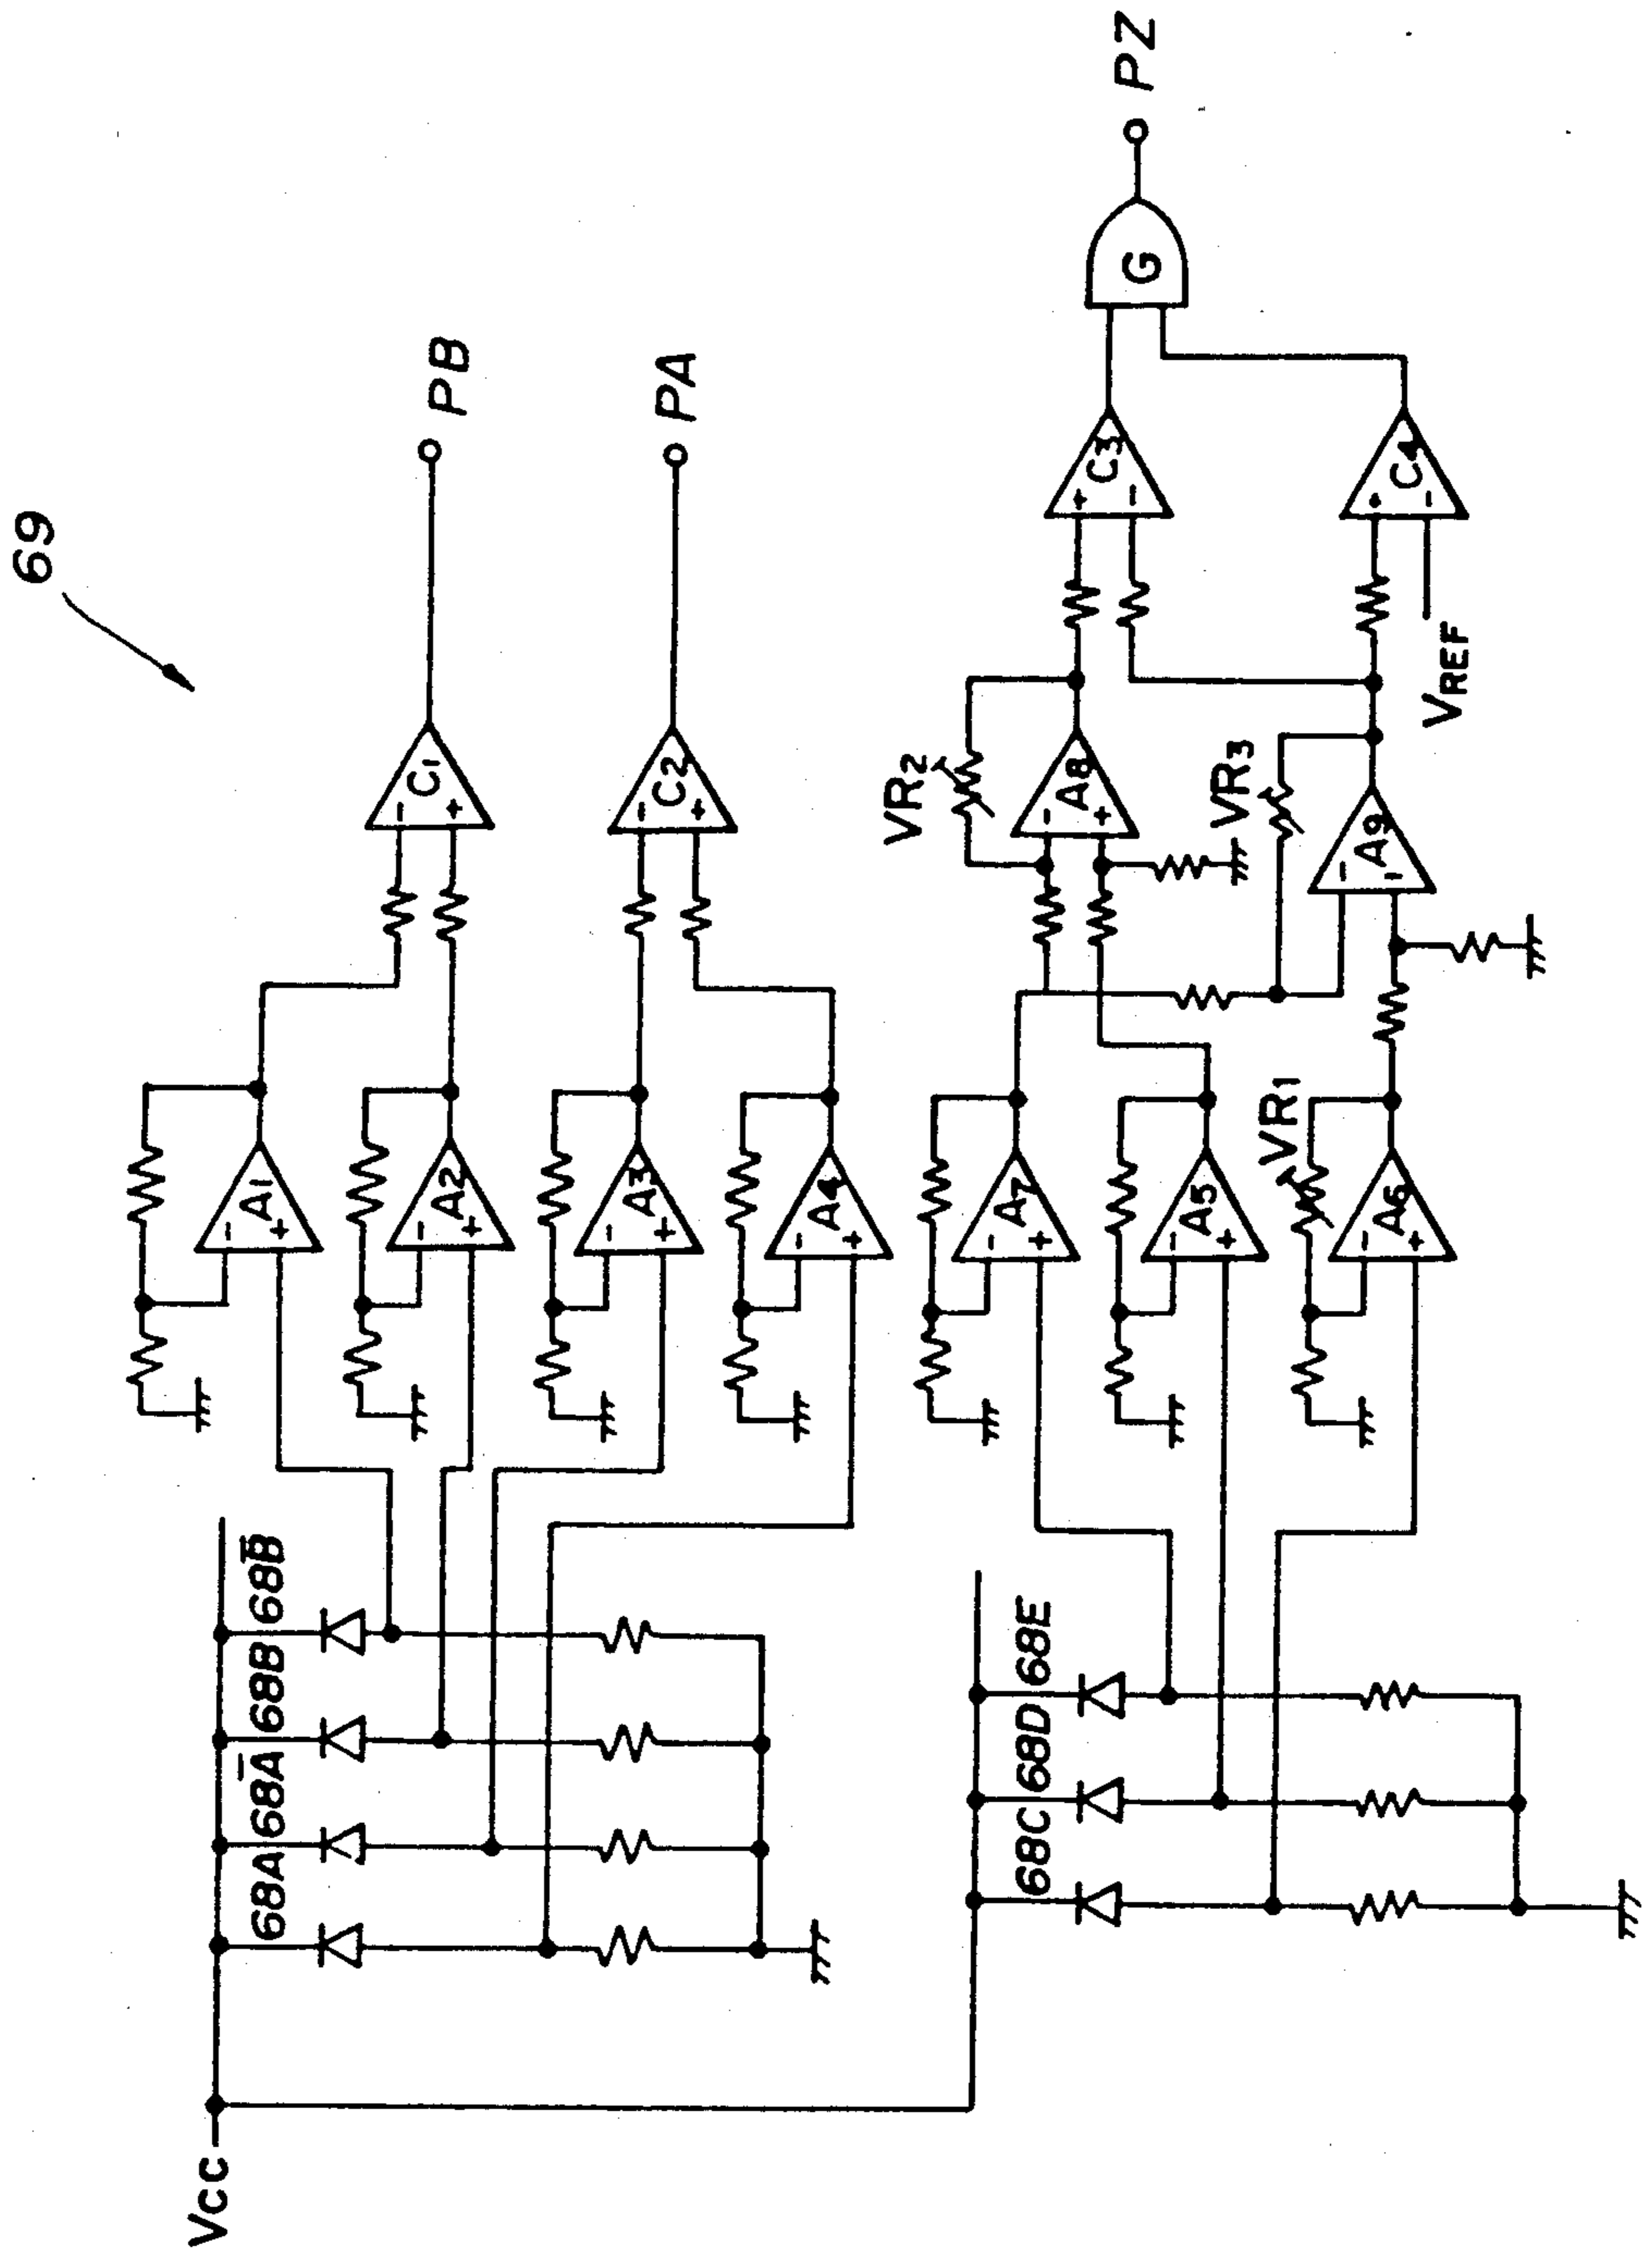 69
Vcc
68A 68A̅ 68B 68B̅
A1
A2
A3
A4
C1
C2
PB
PA
68C 68D 68E
A7
A5
A6
VR1
VR2
A8
VR3
A9
VREF
C3
C4
G
PZ
- +
- +
- +
- +
- +
- +
- +
- +
- +
- +
- -
+ -
+ -